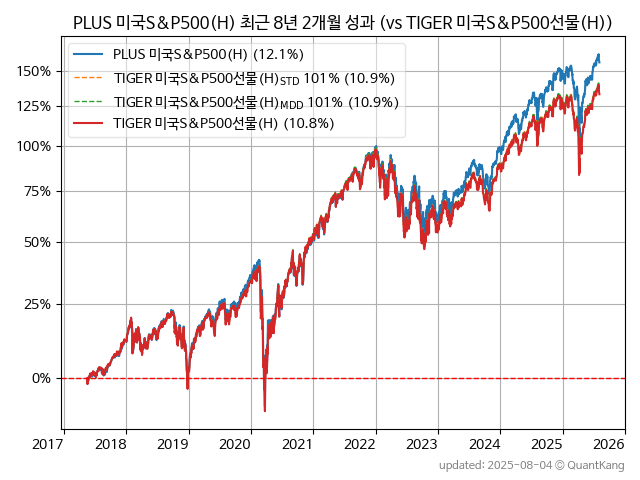 PLUS 미국S&P500(H) 최근 8년 2개월 성과 (vs TIGER 미국S&P500선물(H))
PLUS 미국S&P500(H) (12.1%)
TIGER 미국S&P500선물(H)STD 101% (10.9%)
TIGER 미국S&P500선물(H)MDD 101% (10.9%)
TIGER 미국S&P500선물(H) (10.8%)
150%
125%
100%
75%
50%
25%
0%
2017 2018 2019 2020 2021 2022 2023 2024 2025 2026
updated: 2025-08-04 © QuantKang